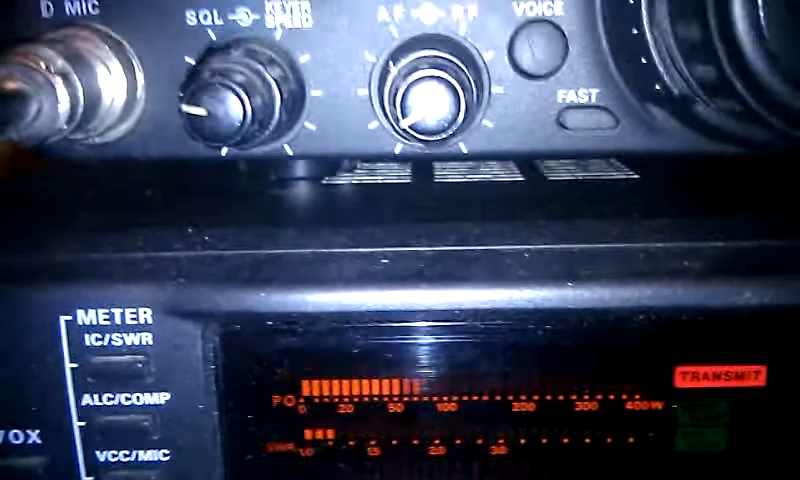 D MIC
SQL KEYER SPEED
AF RF
VOICE
FAST
METER
IC/SWR
ALC/COMP
VOX
VCC/MIC
TRANSMIT
PO 0 20 50 100 200 300 400W
SWR 1.0 1.5 2.0 3.0